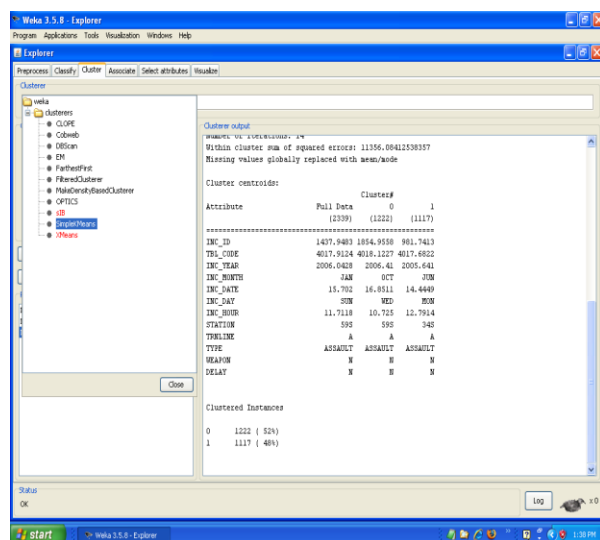 Weka 3.5.8 - Explorer
Program Applications Tools Visualization Windows Help
Explorer
Preprocess Classify Cluster Associate Select attributes Visualize
Clusterer
weka
clusterers
CLOPE
Cobweb
DBScan
EM
FarthestFirst
FilteredClusterer
MakeDensityBasedClusterer
OPTICS
sIB
SimpleKMeans
XMeans
Close
Clusterer output
Number of iterations: 14
Within cluster sum of squared errors: 11356.08412538357
Missing values globally replaced with mean/mode
Cluster centroids:
Cluster#
Attribute Full Data 0 1
(2339) (1222) (1117)
==================================================
INC_ID 1437.9483 1854.9558 981.7413
TBL_CODE 4017.9124 4018.1227 4017.6822
INC_YEAR 2006.0428 2006.41 2005.641
INC_MONTH JAN OCT JUN
INC_DATE 15.702 16.8511 14.4449
INC_DAY SUN WED MON
INC_HOUR 11.7118 10.725 12.7914
STATION 59S 59S 34S
TRNLINE A A A
TYPE ASSAULT ASSAULT ASSAULT
WEAPON N N N
DELAY N N N
Clustered Instances
0 1222 ( 52%)
1 1117 ( 48%)
Status
OK
Log
x 0
start
Weka 3.5.8 - Explorer
1:38 PM